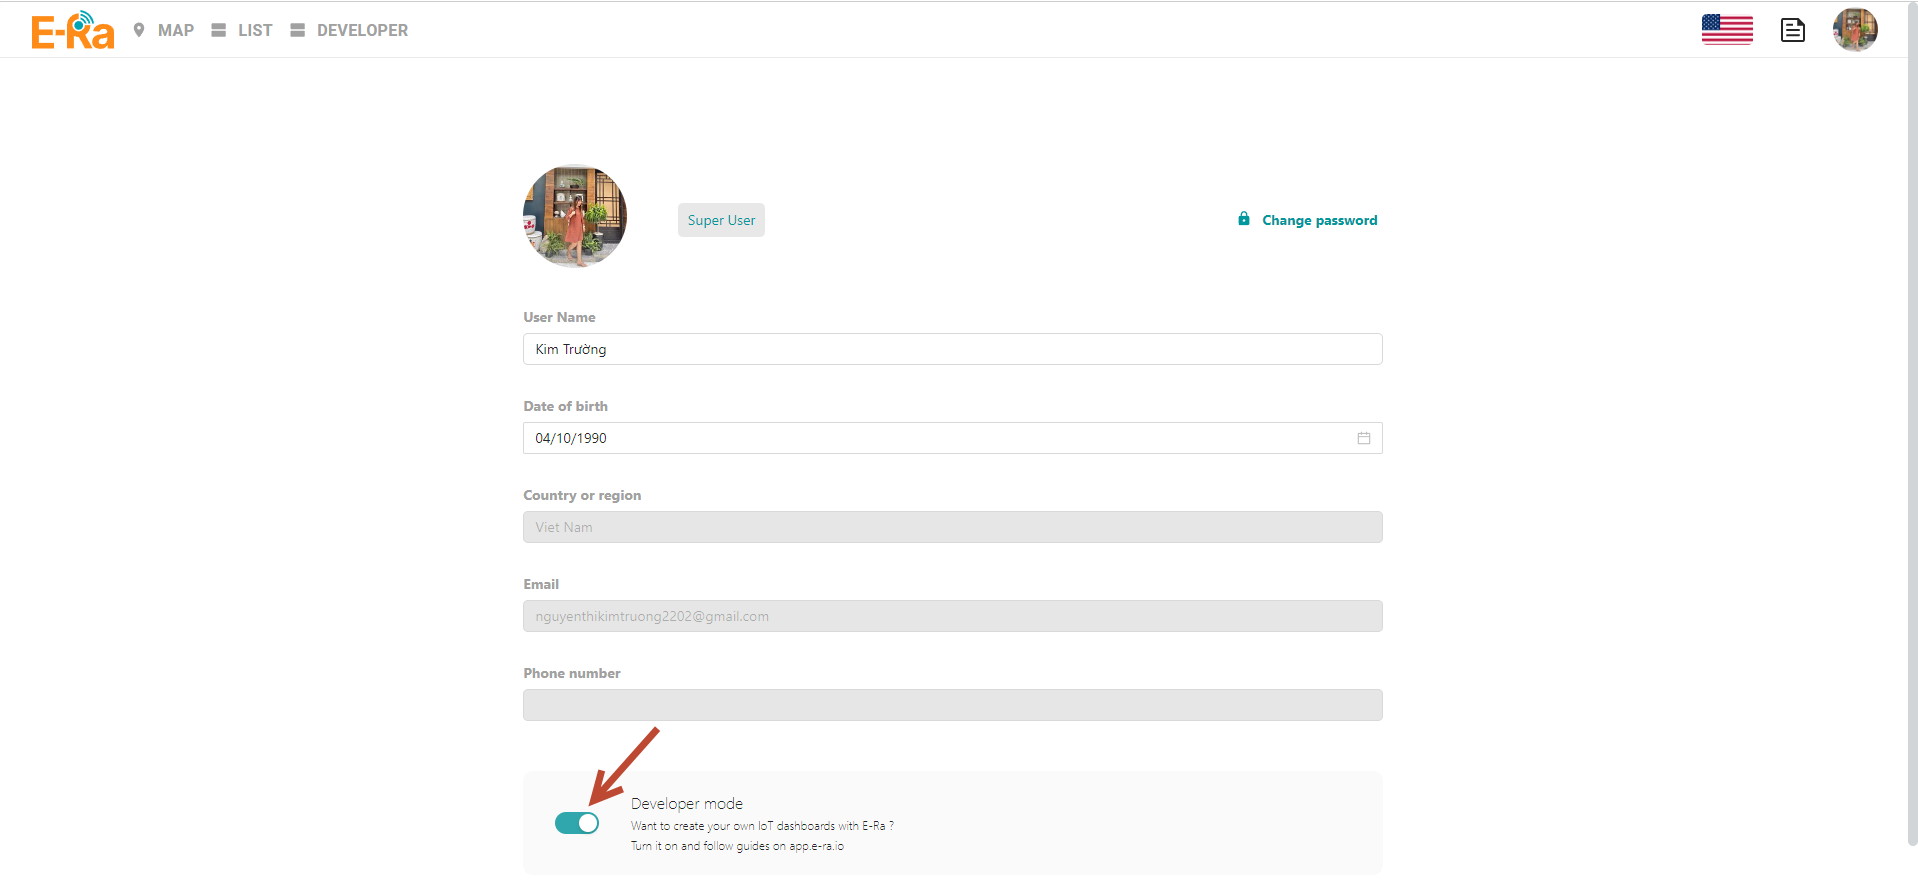 E-Ra MAP LIST DEVELOPER
Super User
Change password
User Name
Kim Trường
Date of birth
04/10/1990
Country or region
Viet Nam
Email
nguyenthikimtruong2202@gmail.com
Phone number
Developer mode
Want to create your own IoT dashboards with E-Ra ?
Turn it on and follow guides on app.e-ra.io